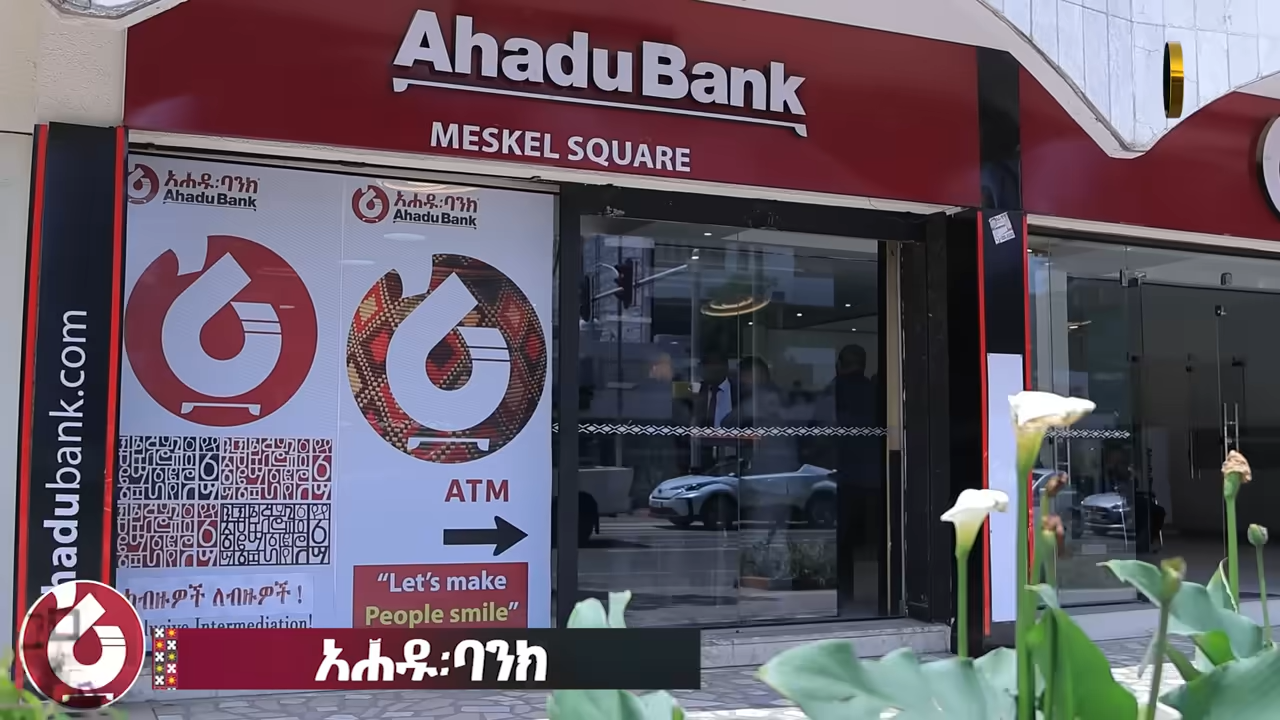 AhaduBank
MESKEL SQUARE
አሐዱ፡ባንክ
AhaduBank
አሐዱ፡ባንክ
AhaduBank
ahadubank.com
ATM
“Let’s make
People smile”
ከብዙዎች ለብዙዎች !
Intermediation!
አሐዱ፡ባንክ